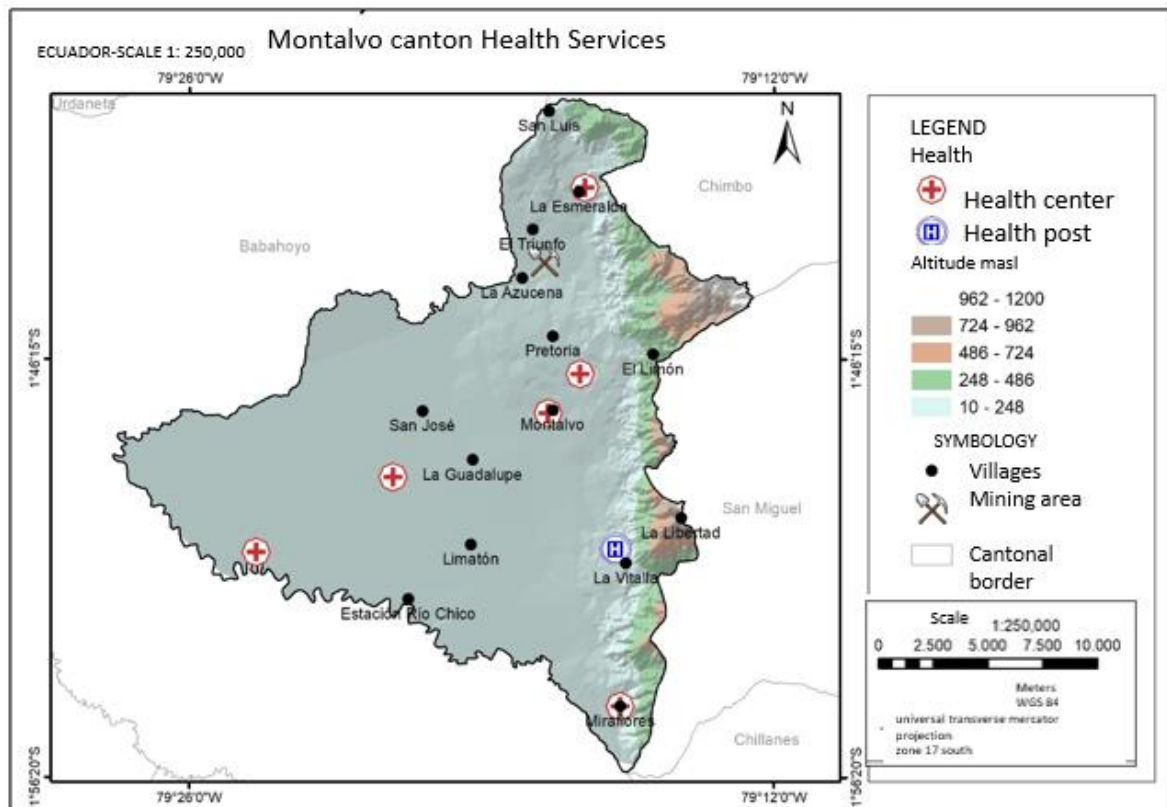 Montalvo canton Health Services
ECUADOR-SCALE 1: 250,000
79°26'0"W
79°12'0"W
Urdaneta
San Luis
N
Chimbo
La Esmeralda
El Triunfo
Babahoyo
La Azucena
1°46'15"S
1°46'15"S
Pretoria
El Limón
San José
Montalvo
La Guadalupe
San Miguel
La Libertad
Limatón
La Vitalia
Estación Río Chico
Miraflores
Chillanes
1°56'20"S
1°56'20"S
79°26'0"W
79°12'0"W
LEGEND
Health
Health center
H Health post
Altitude masl
962 - 1200
724 - 962
486 - 724
248 - 486
10 - 248
SYMBOLOGY
Villages
Mining area
Cantonal
border
Scale
1:250,000
0 2.500 5.000 7.500 10.000
Meters
WGS 84
universal transverse mercator
projection
zone 17 south